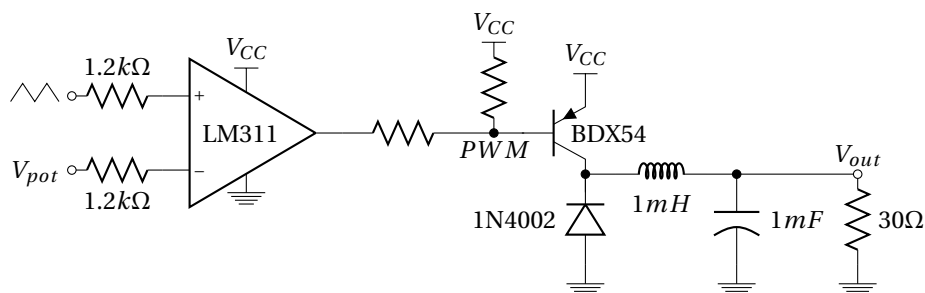 V_CC
V_CC
V_CC
1.2kΩ
+
LM311
BDX54
PWM
V_out
V_pot
−
1.2kΩ
1N4002
1mH
1mF
30Ω